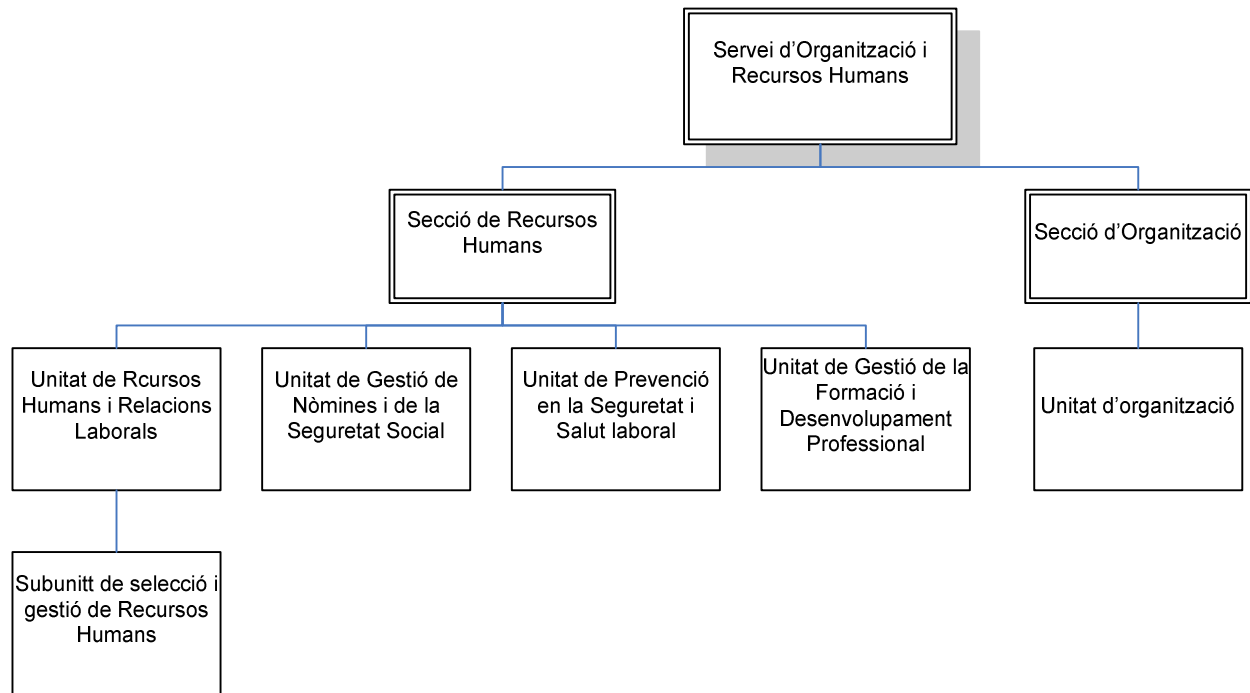 Servei d’Organització i
Recursos Humans
Secció de Recursos
Humans
Secció d’Organització
Unitat de Rcursos
Humans i Relacions
Laborals
Unitat de Gestió de
Nòmines i de la
Seguretat Social
Unitat de Prevenció
en la Seguretat i
Salut laboral
Unitat de Gestió de la
Formació i
Desenvolupament
Professional
Unitat d’organització
Subunitt de selecció i
gestió de Recursos
Humans